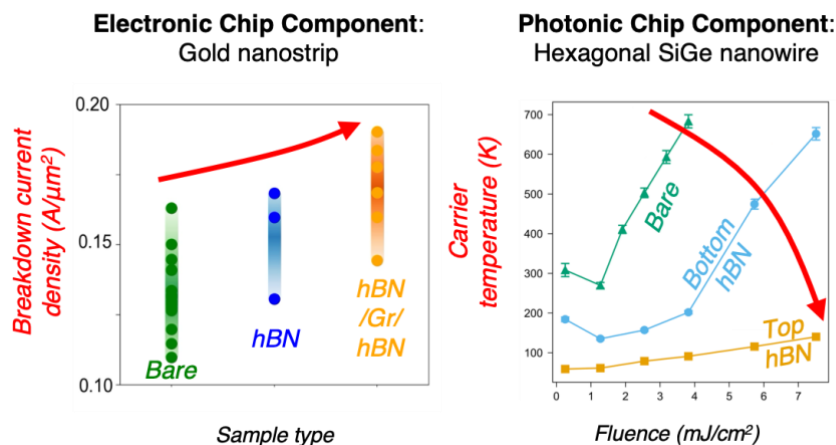 Electronic Chip Component:
Gold nanostrip
Breakdown current
density (A/μm²)
0.20
0.15
0.10
Bare
hBN
hBN
/Gr/
hBN
Sample type
Photonic Chip Component:
Hexagonal SiGe nanowire
Carrier
temperature (K)
700
600
500
400
300
200
100
Bare
Bottom
hBN
Top
hBN
0 1 2 3 4 5 6 7
Fluence (mJ/cm²)